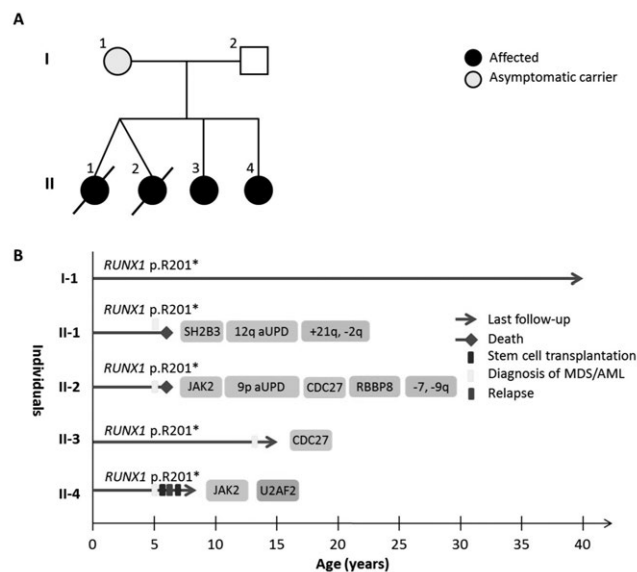 A
I
1
2
Affected
Asymptomatic carrier
II
1
2
3
4
B
Individuals
I-1
RUNX1 p.R201*
II-1
RUNX1 p.R201*
SH2B3
12q aUPD
+21q, -2q
II-2
RUNX1 p.R201*
JAK2
9p aUPD
CDC27
RBBP8
-7, -9q
II-3
RUNX1 p.R201*
CDC27
II-4
RUNX1 p.R201*
JAK2
U2AF2
Last follow-up
Death
Stem cell transplantation
Diagnosis of MDS/AML
Relapse
0 5 10 15 20 25 30 35 40
Age (years)